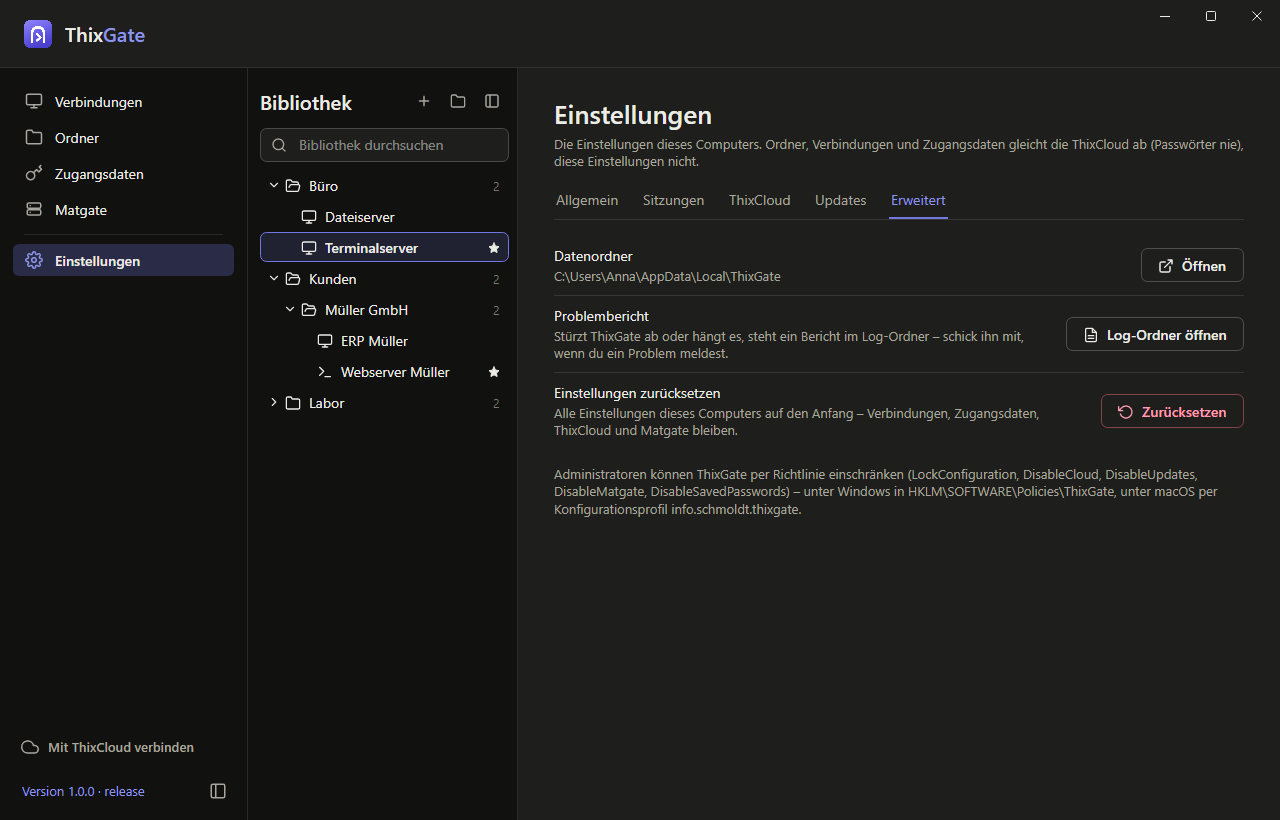 ThixGate
Verbindungen
Ordner
Zugangsdaten
Matgate
Einstellungen
Mit ThixCloud verbinden
Version 1.0.0 · release
Bibliothek
Bibliothek durchsuchen
Büro 2
Dateiserver
Terminalserver
Kunden 2
Müller GmbH 2
ERP Müller
Webserver Müller
Labor 2
Einstellungen
Die Einstellungen dieses Computers. Ordner, Verbindungen und Zugangsdaten gleicht die ThixCloud ab (Passwörter nie),
diese Einstellungen nicht.
Allgemein Sitzungen ThixCloud Updates Erweitert
Datenordner
C:\Users\Anna\AppData\Local\ThixGate
Öffnen
Problembericht
Stürzt ThixGate ab oder hängt es, steht ein Bericht im Log-Ordner – schick ihn mit,
wenn du ein Problem meldest.
Log-Ordner öffnen
Einstellungen zurücksetzen
Alle Einstellungen dieses Computers auf den Anfang – Verbindungen, Zugangsdaten,
ThixCloud und Matgate bleiben.
Zurücksetzen
Administratoren können ThixGate per Richtlinie einschränken (LockConfiguration, DisableCloud, DisableUpdates,
DisableMatgate, DisableSavedPasswords) – unter Windows in HKLM\SOFTWARE\Policies\ThixGate, unter macOS per
Konfigurationsprofil info.schmoldt.thixgate.